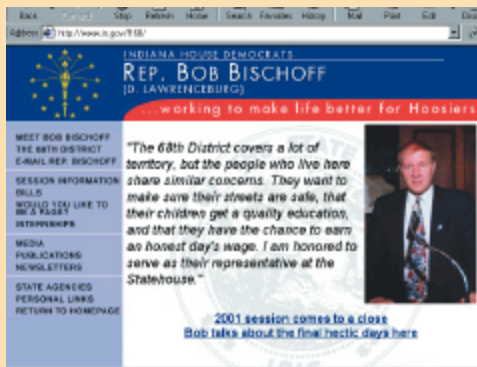 Back Forward Stop Refresh Home Search Favorites History Mail Print Edit
Address http://www.in.gov/h68/
INDIANA HOUSE DEMOCRATS
REP. BOB BISCHOFF
(D. LAWRENCEBURG)
...working to make life better for Hoosiers
MEET BOB BISCHOFF
THE 68TH DISTRICT
E-MAIL REP. BISCHOFF
SESSION INFORMATION
BILLS
WOULD YOU LIKE TO
BE A PAGE?
INTERNSHIPS
MEDIA
PUBLICATIONS
NEWSLETTERS
STATE AGENCIES
PERSONAL LINKS
RETURN TO HOMEPAGE
"The 68th District covers a lot of
territory, but the people who live here
share similar concerns. They want to
make sure their streets are safe, that
their children get a quality education,
and that they have the chance to earn
an honest day's wage. I am honored to
serve as their representative at the
Statehouse."
2001 session comes to a close
Bob talks about the final hectic days here